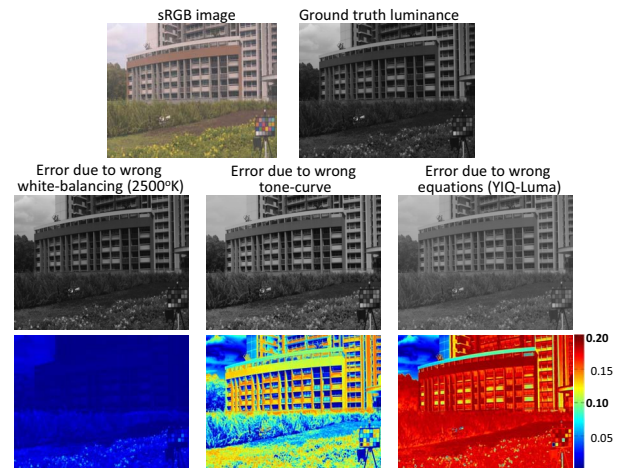 sRGB image
Ground truth luminance
Error due to wrong
white-balancing (2500°K)
Error due to wrong
tone-curve
Error due to wrong
equations (YIQ-Luma)
0.20
0.15
0.10
0.05